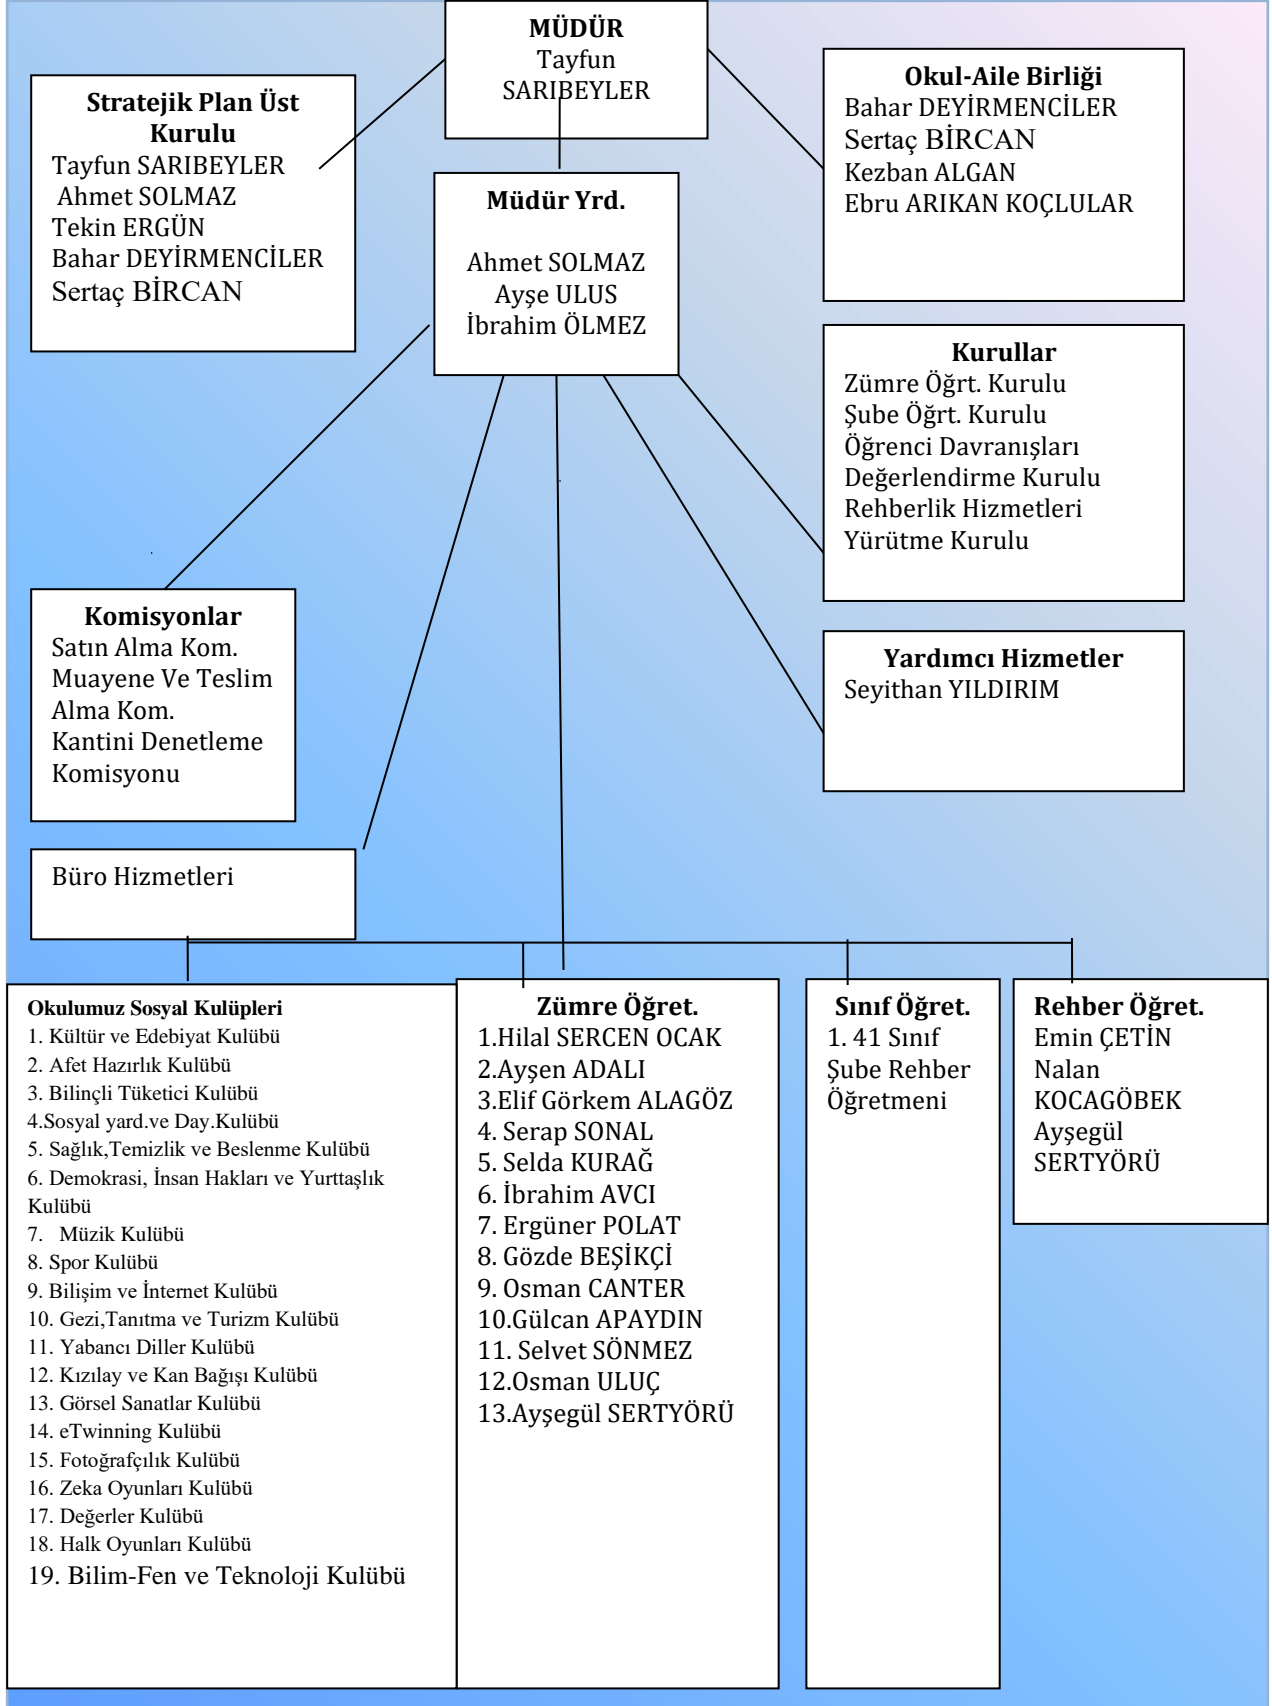 MÜDÜR
Tayfun
SARIBEYLER
Stratejik Plan Üst
Kurulu
Tayfun SARIBEYLER
Ahmet SOLMAZ
Tekin ERGÜN
Bahar DEYİRMENCİLER
Sertaç BİRCAN
Okul-Aile Birliği
Bahar DEYİRMENCİLER
Sertaç BİRCAN
Kezban ALGAN
Ebru ARIKAN KOÇLULAR
Müdür Yrd.
Ahmet SOLMAZ
Ayşe ULUS
İbrahim ÖLMEZ
Kurullar
Zümre Öğrt. Kurulu
Şube Öğrt. Kurulu
Öğrenci Davranışları
Değerlendirme Kurulu
Rehberlik Hizmetleri
Yürütme Kurulu
Komisyonlar
Satın Alma Kom.
Muayene Ve Teslim
Alma Kom.
Kantini Denetleme
Komisyonu
Yardımcı Hizmetler
Seyithan YILDIRIM
Büro Hizmetleri
Okulumuz Sosyal Kulüpleri
1. Kültür ve Edebiyat Kulübü
2. Afet Hazırlık Kulübü
3. Bilinçli Tüketici Kulübü
4.Sosyal yard.ve Day.Kulübü
5. Sağlık,Temizlik ve Beslenme Kulübü
6. Demokrasi, İnsan Hakları ve Yurttaşlık
Kulübü
7. Müzik Kulübü
8. Spor Kulübü
9. Bilişim ve İnternet Kulübü
10. Gezi,Tanıtma ve Turizm Kulübü
11. Yabancı Diller Kulübü
12. Kızılay ve Kan Bağışı Kulübü
13. Görsel Sanatlar Kulübü
14. eTwinning Kulübü
15. Fotoğrafçılık Kulübü
16. Zeka Oyunları Kulübü
17. Değerler Kulübü
18. Halk Oyunları Kulübü
19. Bilim-Fen ve Teknoloji Kulübü
Zümre Öğret.
1.Hilal SERCEN OCAK
2.Ayşen ADALI
3.Elif Görkem ALAGÖZ
4. Serap SONAL
5. Selda KURAĞ
6. İbrahim AVCI
7. Ergüner POLAT
8. Gözde BEŞİKÇİ
9. Osman CANTER
10.Gülcan APAYDIN
11. Selvet SÖNMEZ
12.Osman ULUÇ
13.Ayşegül SERTYÖRÜ
Sınıf Öğret.
1. 41 Sınıf
Şube Rehber
Öğretmeni
Rehber Öğret.
Emin ÇETİN
Nalan
KOCAGÖBEK
Ayşegül
SERTYÖRÜ